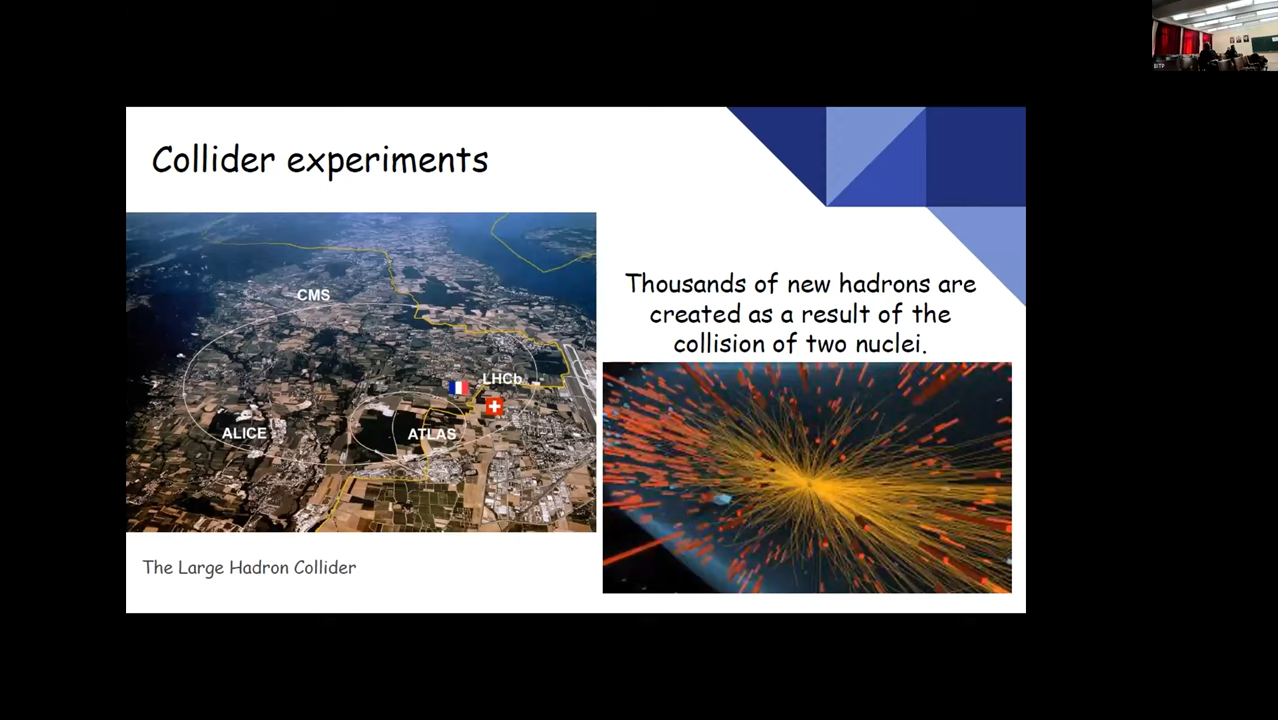 BITP
Collider experiments
CMS
LHCb
ALICE
ATLAS
Thousands of new hadrons are
created as a result of the
collision of two nuclei.
The Large Hadron Collider